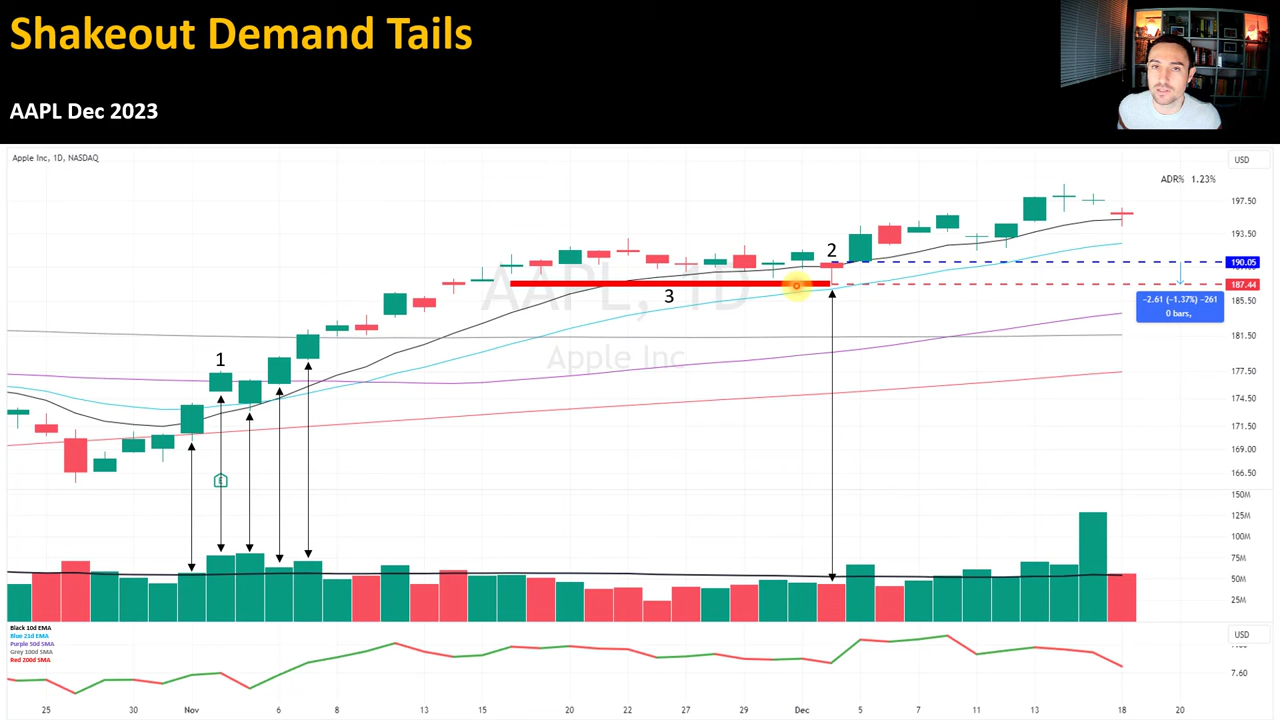 Shakeout Demand Tails
AAPL Dec 2023
Apple Inc, 1D, NASDAQ
USD
ADR% 1.23%
197.50
193.50
2
190.05
187.44
AAPL, 1D
3
−2.61 (−1.37%) −261
0 bars,
185.50
181.50
Apple Inc
1
177.50
174.50
171.50
169.00
166.50
E
150M
125M
100M
75M
50M
25M
Black 10d EMA
Blue 21d EMA
Purple 50d SMA
Grey 100d SMA
Red 200d SMA
USD
7.60
25
30
Nov
6
8
13
15
20
22
27
29
Dec
5
7
11
13
18
20